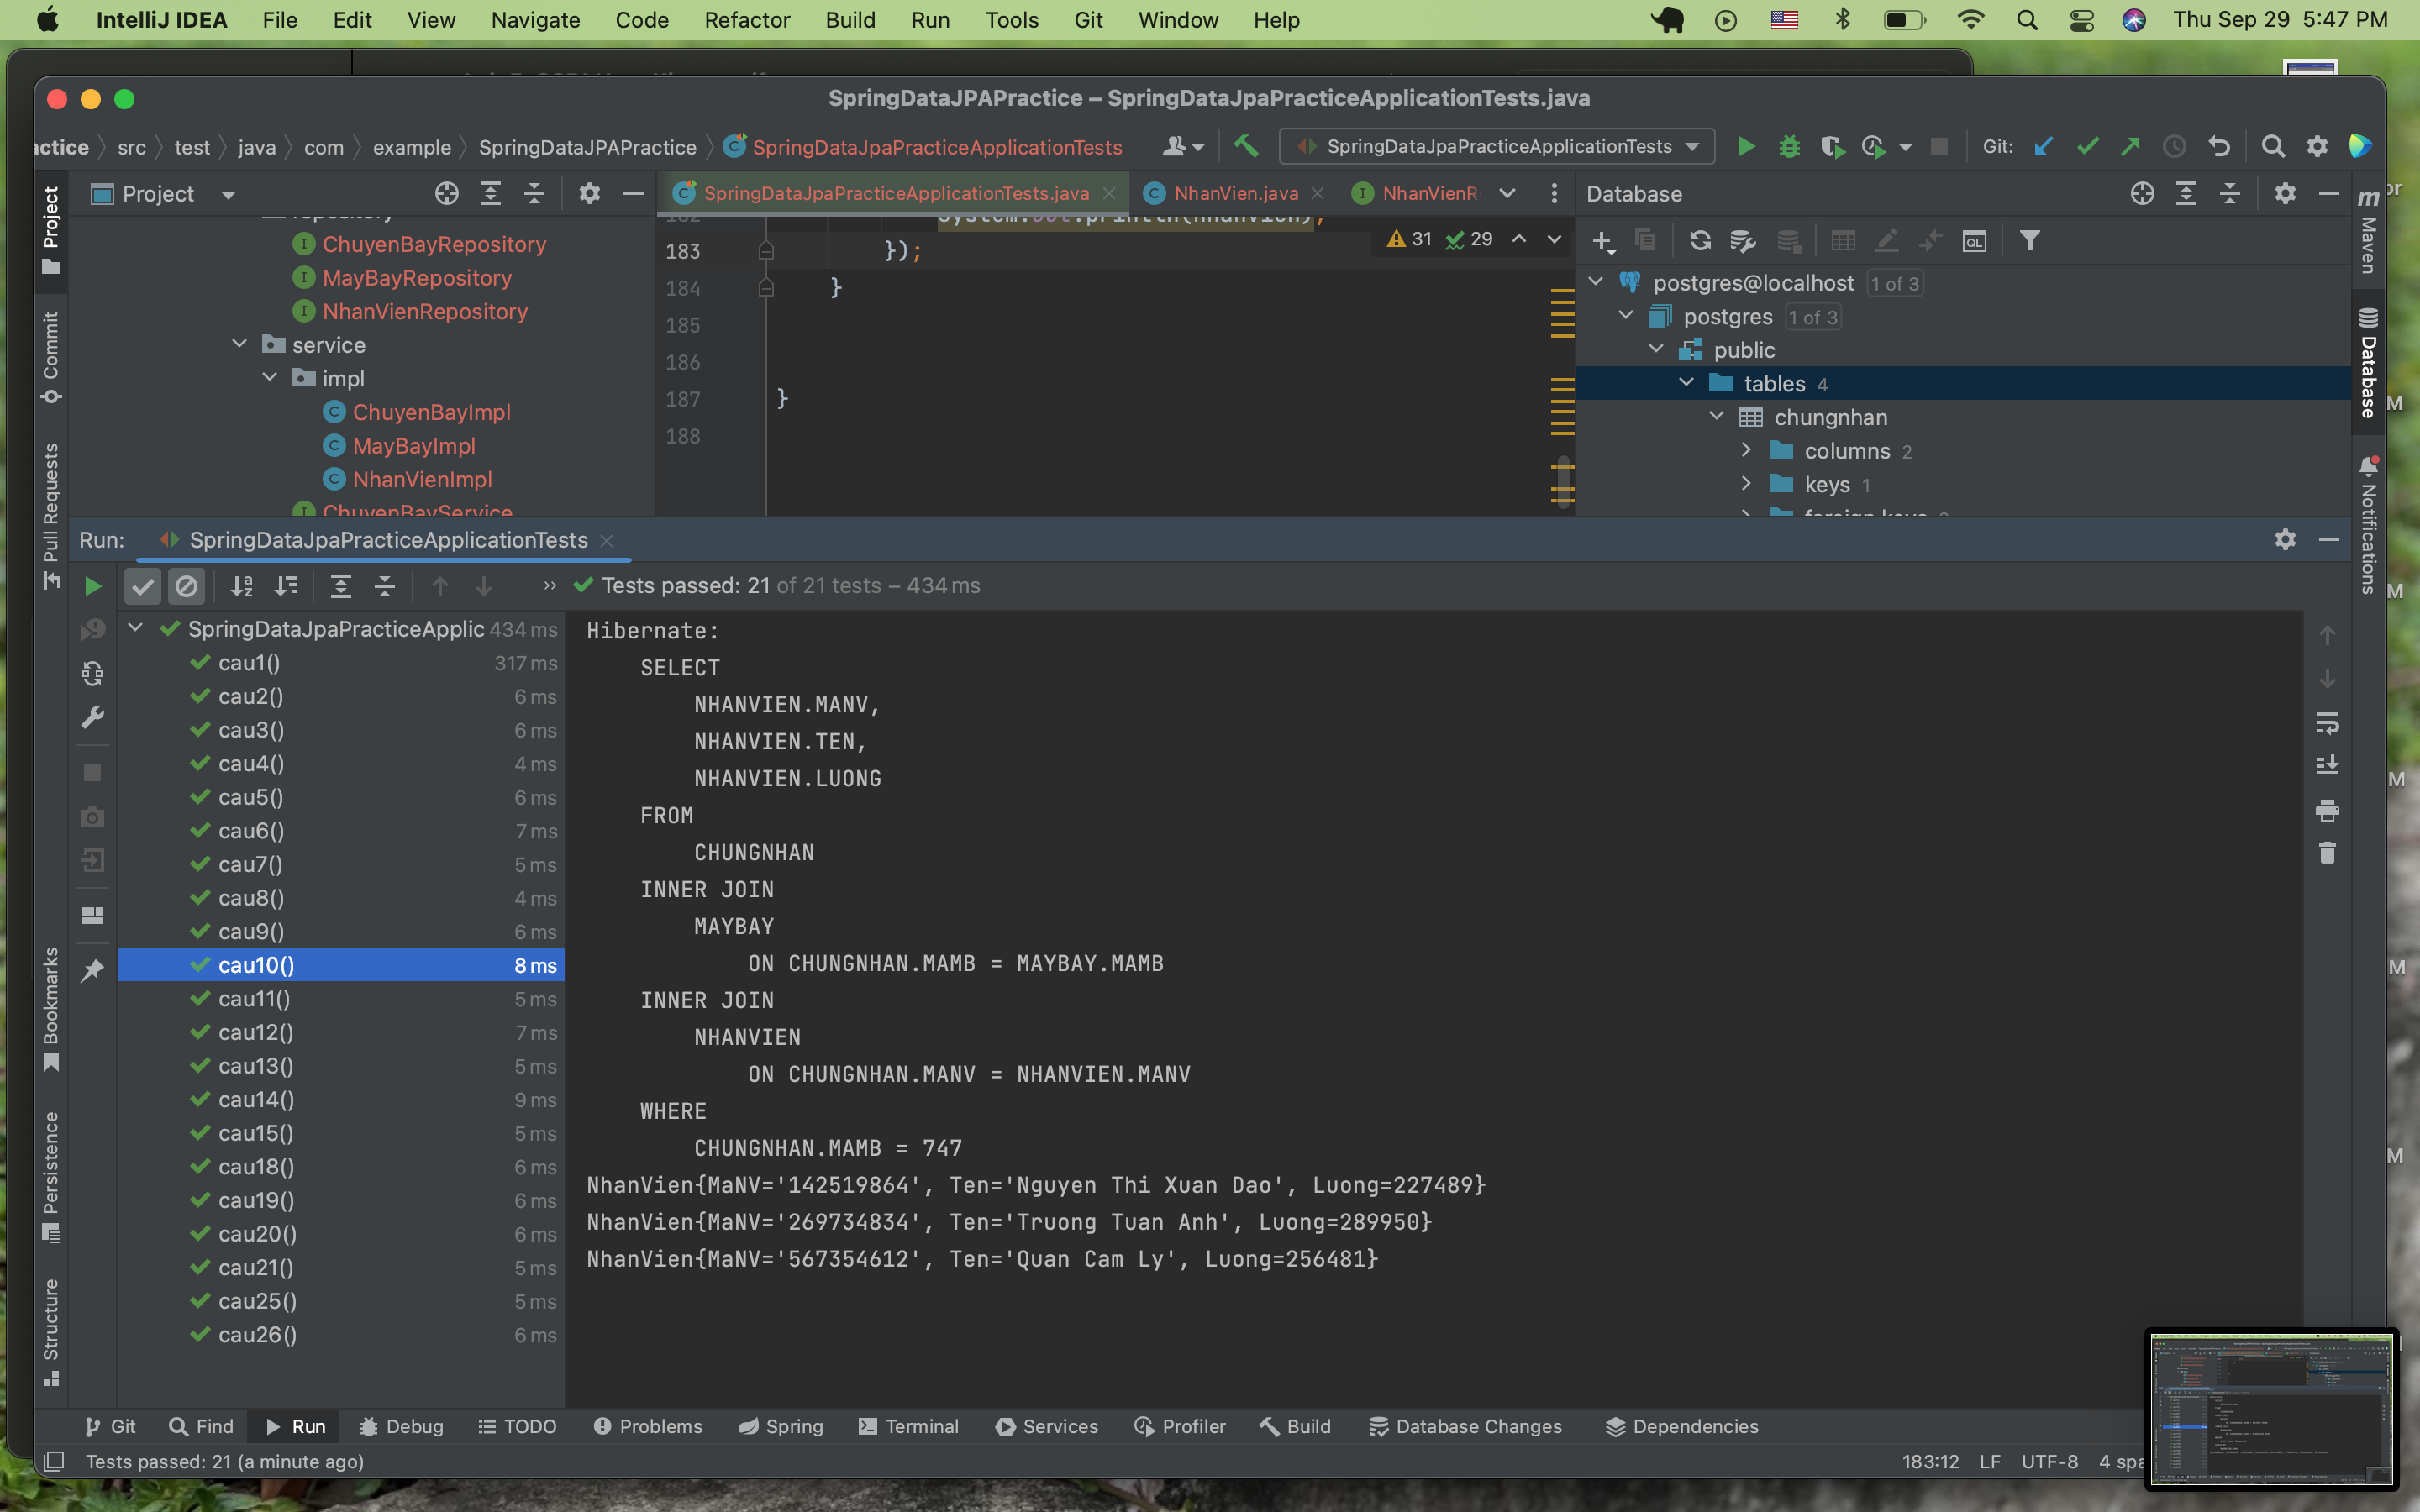 IntelliJ IDEA File Edit View Navigate Code Refactor Build Run Tools Git Window Help Thu Sep 29 5:47 PM
SpringDataJPAPractice – SpringDataJpaPracticeApplicationTests.java
actice src test java com example SpringDataJPAPractice SpringDataJpaPracticeApplicationTests SpringDataJpaPracticeApplicationTests Git:
Project SpringDataJpaPracticeApplicationTests.java NhanVien.java NhanVienR Database
repository
ChuyenBayRepository
MayBayRepository
NhanVienRepository
service
impl
ChuyenBayImpl
MayBayImpl
NhanVienImpl
ChuyenBayService
182 System.out.println(nhanVien);
183 });
184 }
185
186
187 }
188
31 29
postgres@localhost 1 of 3
postgres 1 of 3
public
tables 4
chungnhan
columns 2
keys 1
foreign keys
Project
Commit
Pull Requests
Bookmarks
Persistence
Structure
m Maven
Database
Notifications
Run: SpringDataJpaPracticeApplicationTests
Tests passed: 21 of 21 tests – 434 ms
SpringDataJpaPracticeApplic 434 ms
cau1() 317 ms
cau2() 6 ms
cau3() 6 ms
cau4() 4 ms
cau5() 6 ms
cau6() 7 ms
cau7() 5 ms
cau8() 4 ms
cau9() 6 ms
cau10() 8 ms
cau11() 5 ms
cau12() 7 ms
cau13() 5 ms
cau14() 9 ms
cau15() 5 ms
cau18() 6 ms
cau19() 6 ms
cau20() 6 ms
cau21() 5 ms
cau25() 5 ms
cau26() 6 ms
Hibernate:
SELECT
NHANVIEN.MANV,
NHANVIEN.TEN,
NHANVIEN.LUONG
FROM
CHUNGNHAN
INNER JOIN
MAYBAY
ON CHUNGNHAN.MAMB = MAYBAY.MAMB
INNER JOIN
NHANVIEN
ON CHUNGNHAN.MANV = NHANVIEN.MANV
WHERE
CHUNGNHAN.MAMB = 747
NhanVien{MaNV='142519864', Ten='Nguyen Thi Xuan Dao', Luong=227489}
NhanVien{MaNV='269734834', Ten='Truong Tuan Anh', Luong=289950}
NhanVien{MaNV='567354612', Ten='Quan Cam Ly', Luong=256481}
Git Find Run Debug TODO Problems Spring Terminal Services Profiler Build Database Changes Dependencies
Tests passed: 21 (a minute ago) 183:12 LF UTF-8 4 spa